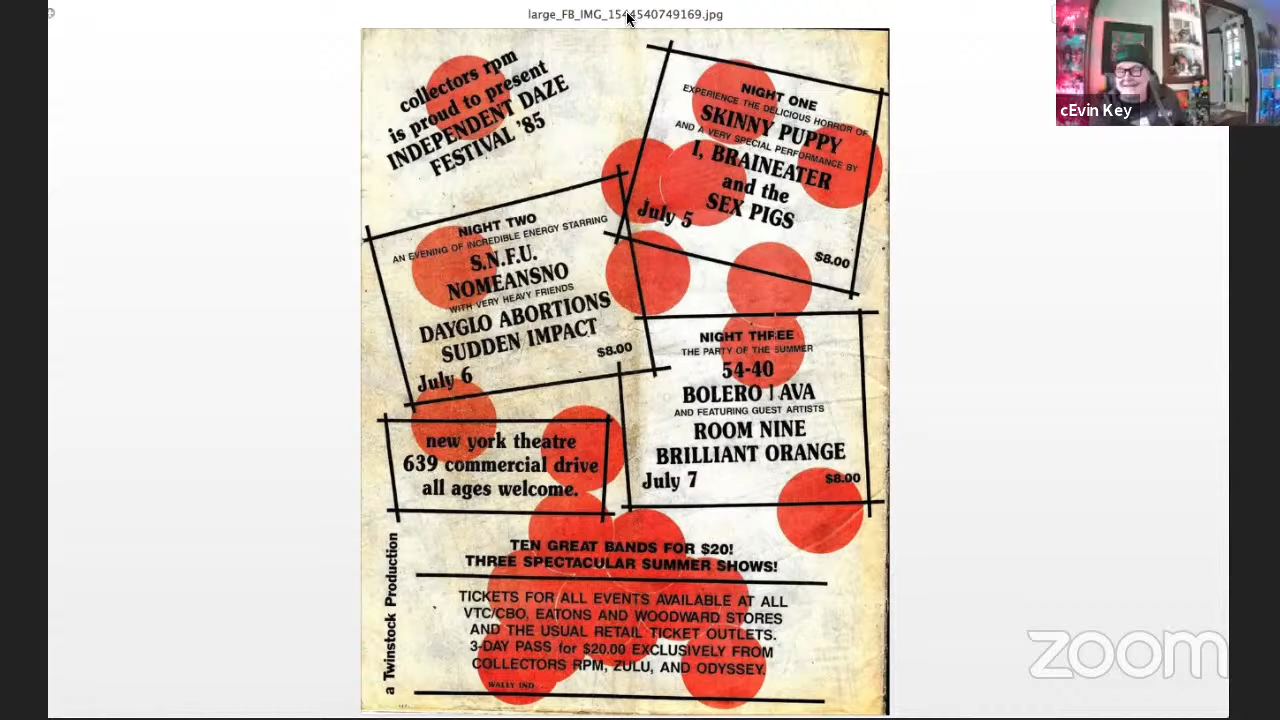 large_FB_IMG_1544540749169.jpg
cEvin Key
collectors rpm
is proud to present
INDEPENDENT DAZE
FESTIVAL '85
NIGHT ONE
EXPERIENCE THE DELICIOUS HORROR OF
SKINNY PUPPY
AND A VERY SPECIAL PERFORMANCE BY
I, BRAINEATER
and the
SEX PIGS
July 5
$8.00
NIGHT TWO
AN EVENING OF INCREDIBLE ENERGY STARRING
S.N.F.U.
NOMEANSNO
WITH VERY HEAVY FRIENDS
DAYGLO ABORTIONS
SUDDEN IMPACT
$8.00
July 6
NIGHT THREE
THE PARTY OF THE SUMMER
54-40
BOLERO LAVA
AND FEATURING GUEST ARTISTS
ROOM NINE
BRILLIANT ORANGE
July 7
$8.00
new york theatre
639 commercial drive
all ages welcome.
TEN GREAT BANDS FOR $20!
THREE SPECTACULAR SUMMER SHOWS!
TICKETS FOR ALL EVENTS AVAILABLE AT ALL
VTC/CBO, EATONS AND WOODWARD STORES
AND THE USUAL RETAIL TICKET OUTLETS.
3-DAY PASS for $20.00 EXCLUSIVELY FROM
COLLECTORS RPM, ZULU, AND ODYSSEY.
WALLY IND.
a Twinstock Production
zoom